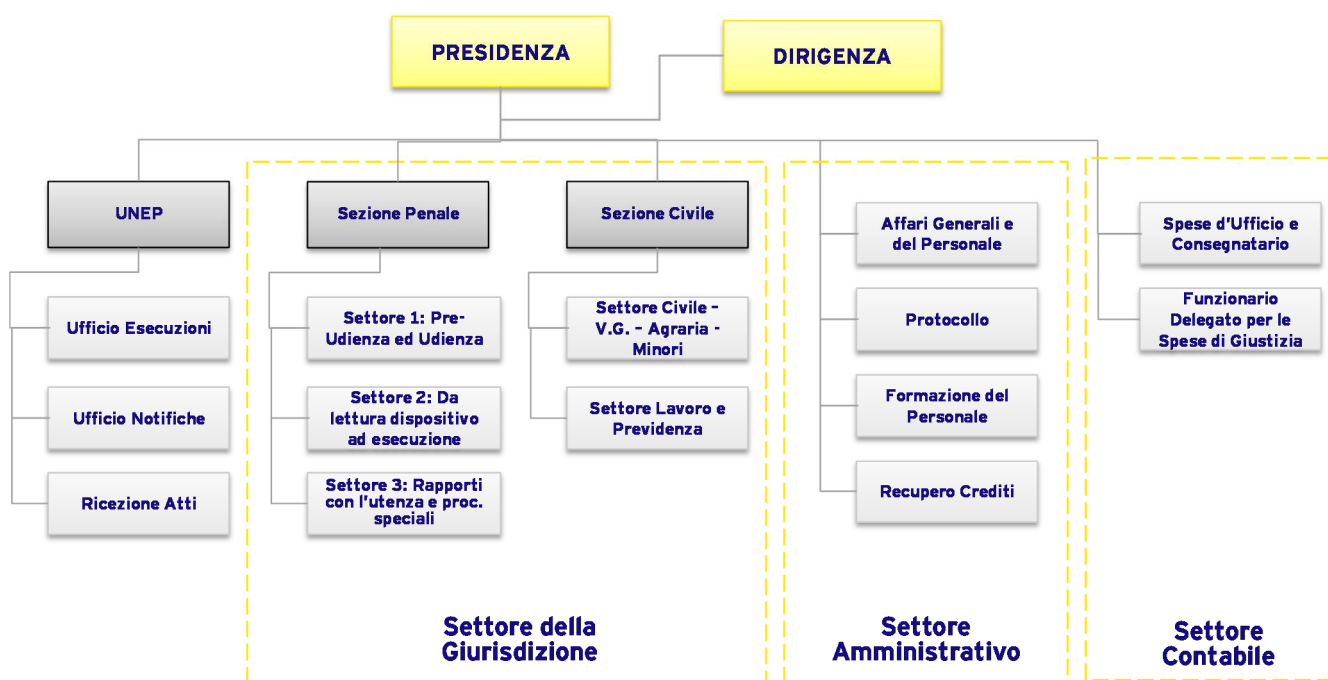 PRESIDENZA
DIRIGENZA
UNEP
Sezione Penale
Sezione Civile
Affari Generali e
del Personale
Spese d'Ufficio e
Consegnatario
Ufficio Esecuzioni
Settore 1: Pre-
Udienza ed Udienza
Settore Civile –
V.G. – Agraria -
Minori
Protocollo
Funzionario
Delegato per le
Spese di Giustizia
Ufficio Notifiche
Settore 2: Da
lettura dispositivo
ad esecuzione
Settore Lavoro e
Previdenza
Formazione del
Personale
Ricezione Atti
Settore 3: Rapporti
con l'utenza e proc.
speciali
Recupero Crediti
Settore della
Giurisdizione
Settore
Amministrativo
Settore
Contabile